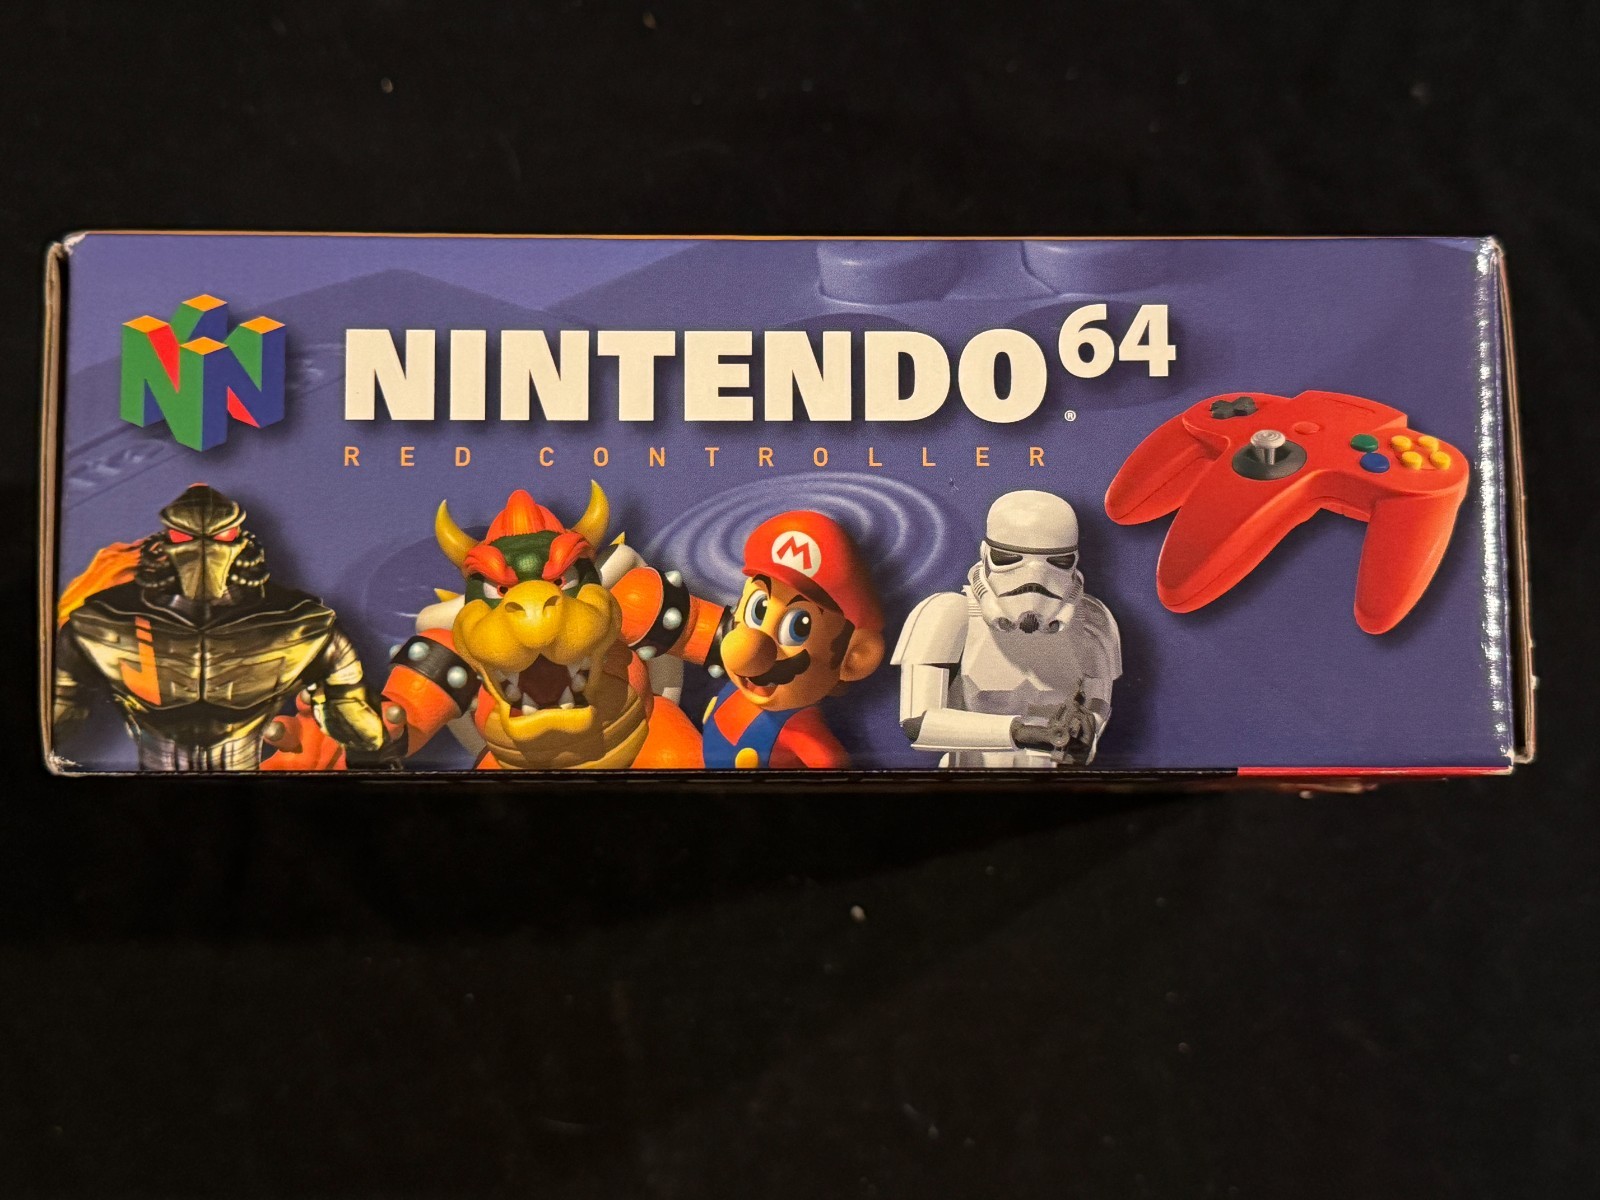 NINTENDO64®
RED CONTROLLER
M